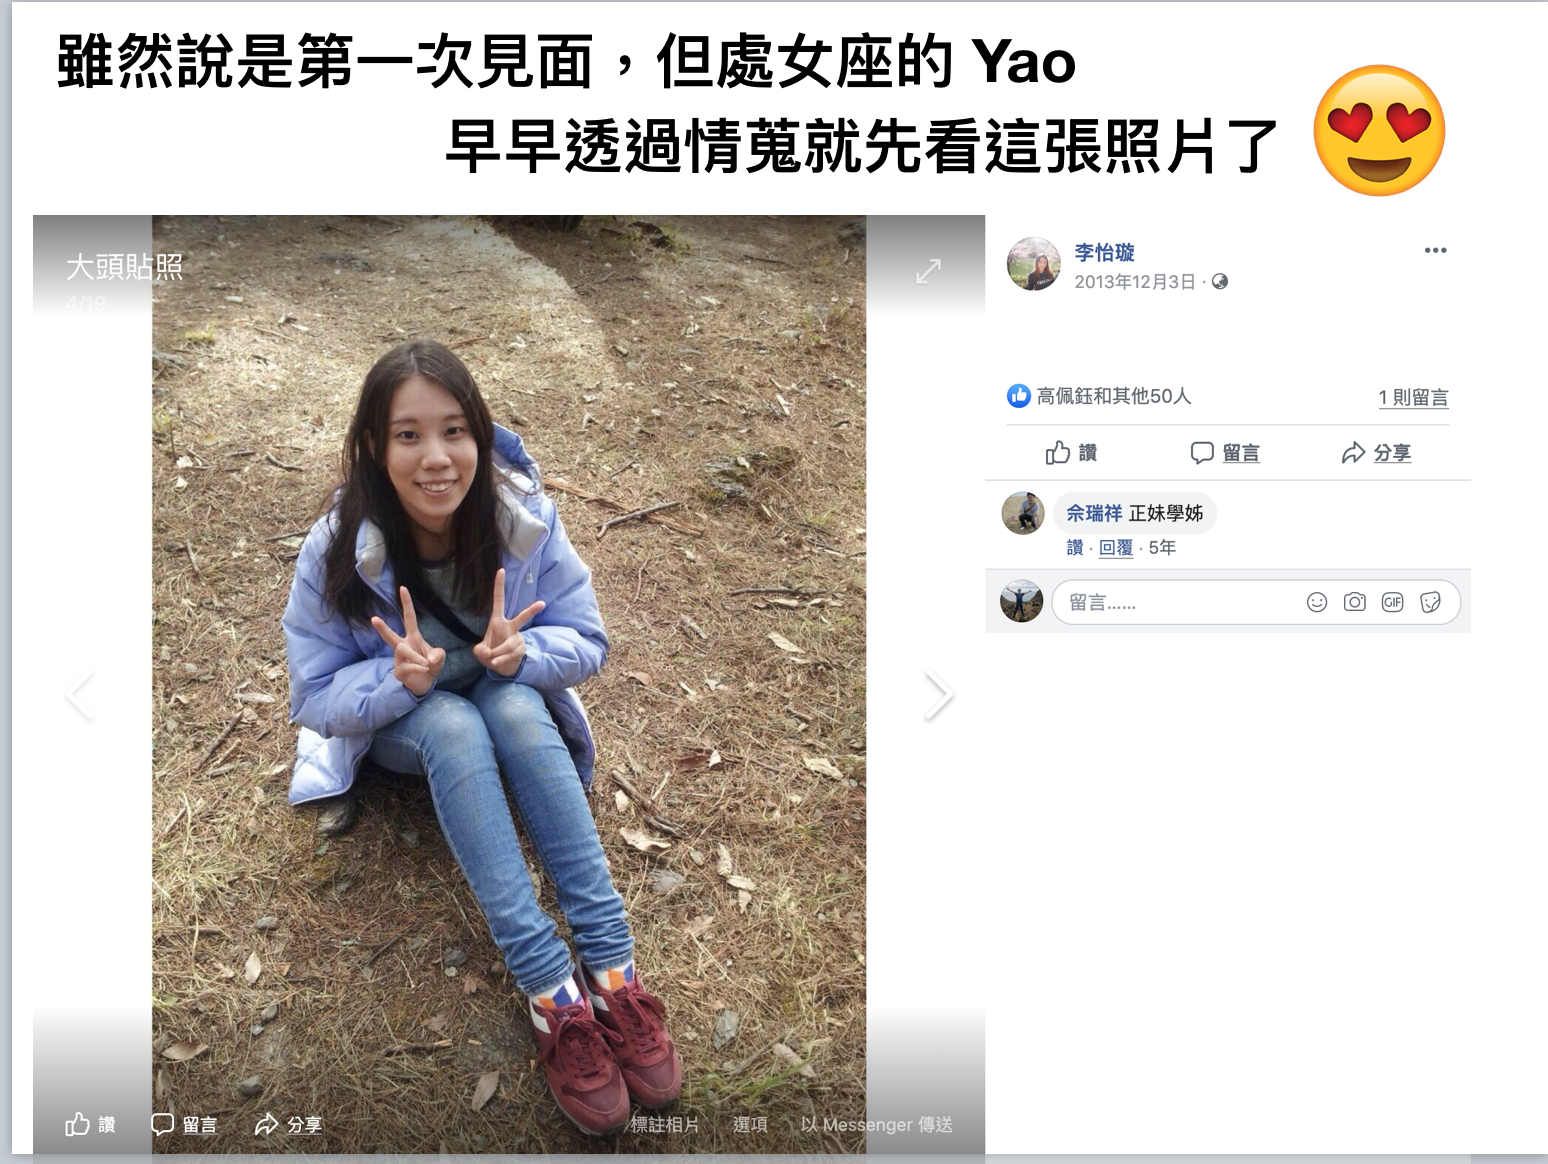 雖然說是第一次見面，但處女座的 Yao
早早透過情蒐就先看這張照片了
大頭貼照
4/19
李怡璇
2013年12月3日 ·
高佩鈺和其他50人
1 則留言
讚 留言 分享
佘瑞祥 正妹學姊
讚 · 回覆 · 5年
留言......
GIF
讚 留言 分享 標註相片 選項 以 Messenger 傳送